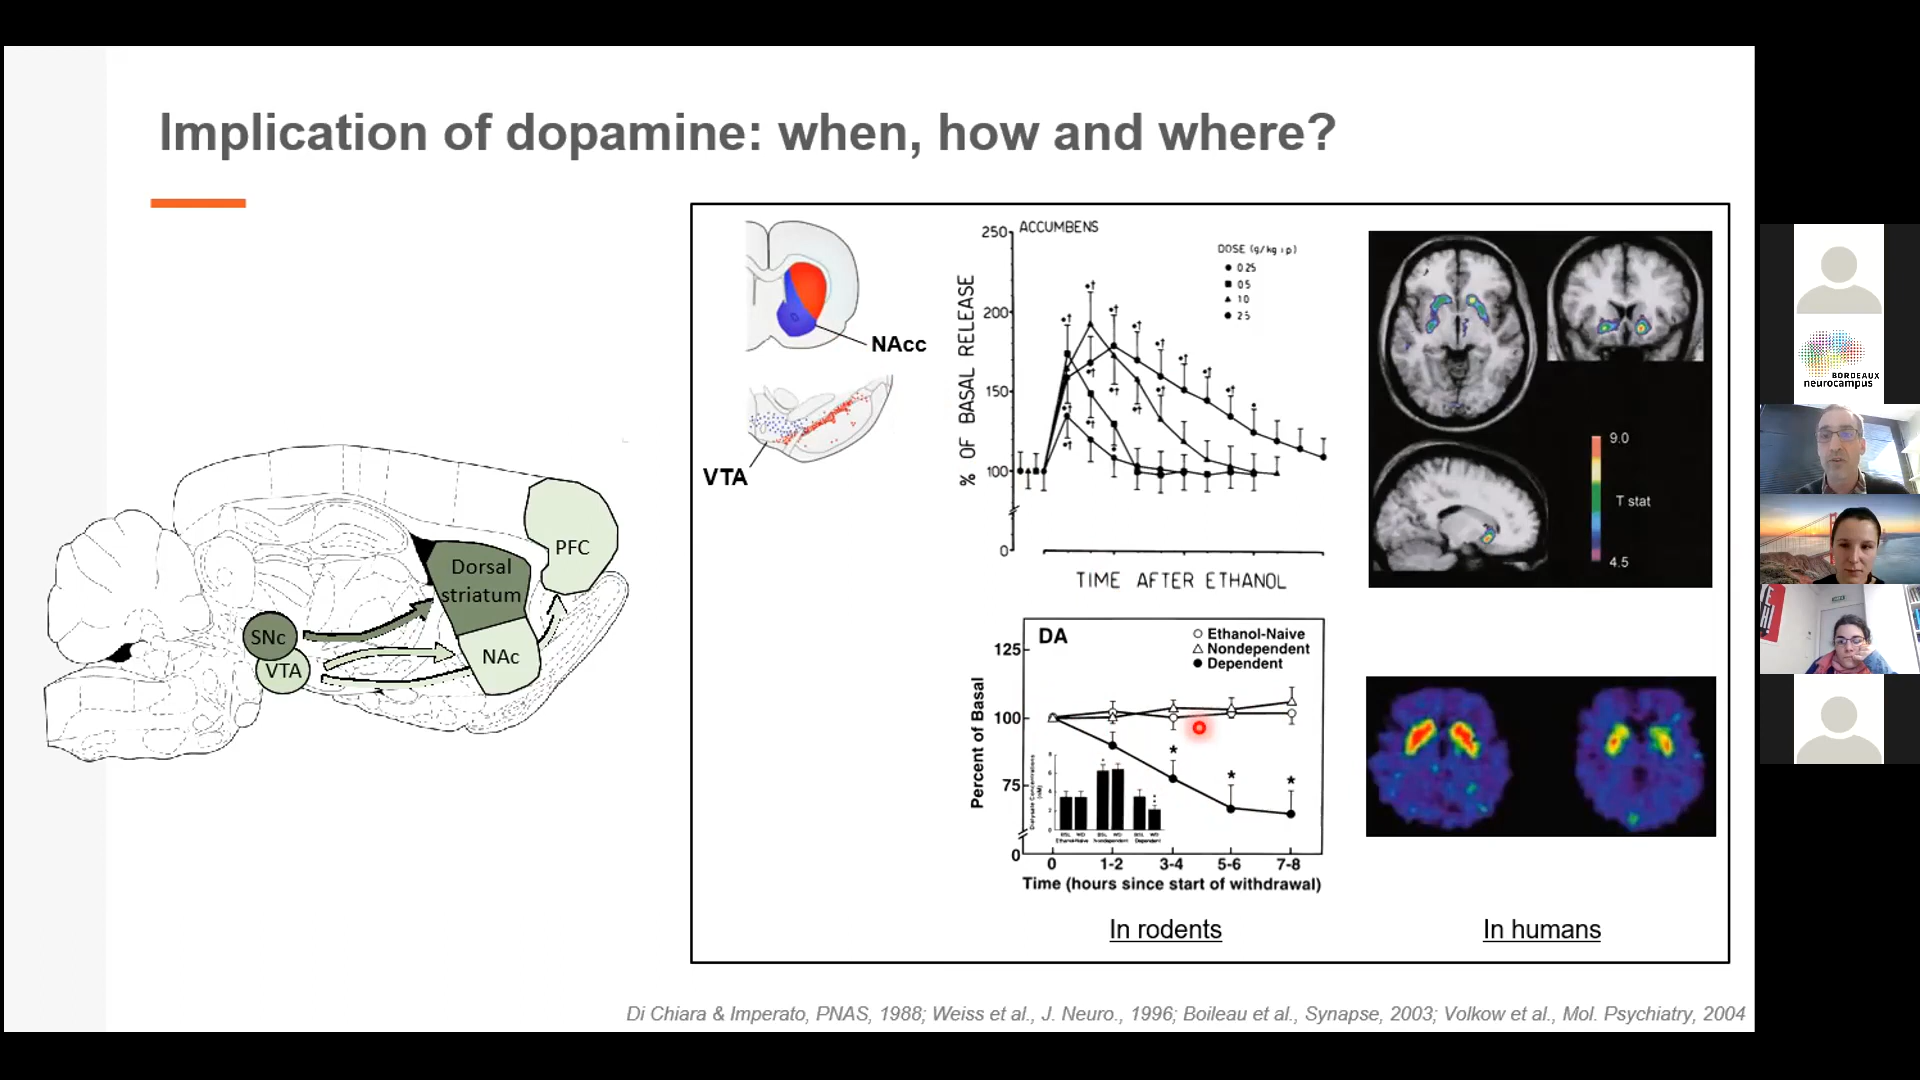 Implication of dopamine: when, how and where?
PFC
Dorsal
striatum
SNc
NAc
VTA
NAcc
VTA
ACCUMBENS
% OF BASAL RELEASE
250
200
150
100
0
DOSE (g/kg i p)
0 25
0 5
1 0
2 5
TIME AFTER ETHANOL
DA
Ethanol-Naive
Nondependent
Dependent
Percent of Basal
125
100
75
0
0 1-2 3-4 5-6 7-8
Time (hours since start of withdrawal)
9.0
T stat
4.5
In rodents
In humans
Di Chiara & Imperato, PNAS, 1988; Weiss et al., J. Neuro., 1996; Boileau et al., Synapse, 2003; Volkow et al., Mol. Psychiatry, 2004
BORDEAUX
neurocampus